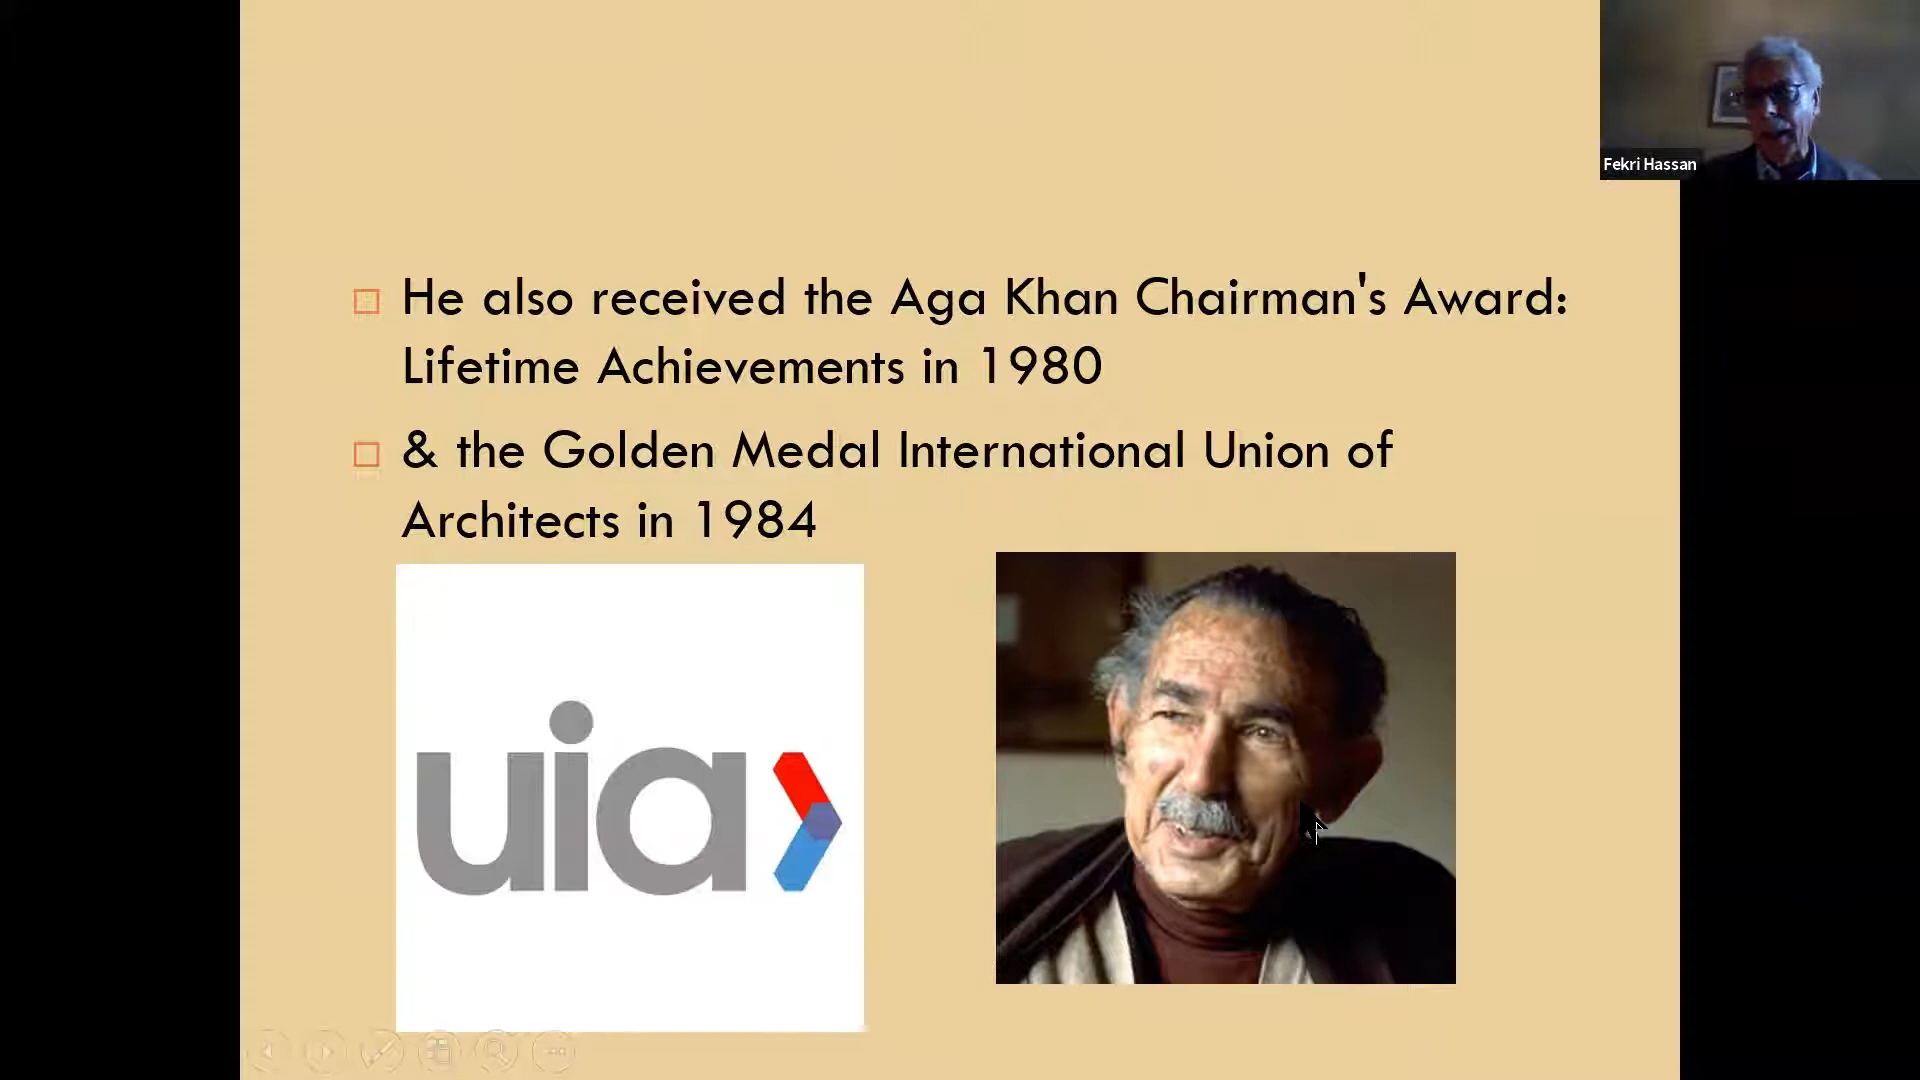 Fekri Hassan
He also received the Aga Khan Chairman's Award:
Lifetime Achievements in 1980
& the Golden Medal International Union of
Architects in 1984
uia